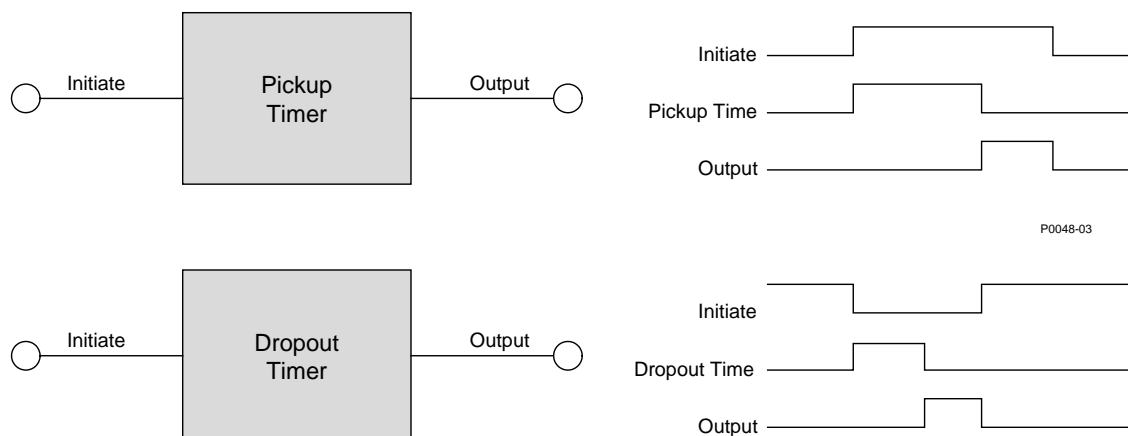 Initiate
Pickup
Timer
Output
Initiate
Pickup Time
Output
P0048-03
Initiate
Dropout
Timer
Output
Initiate
Dropout Time
Output